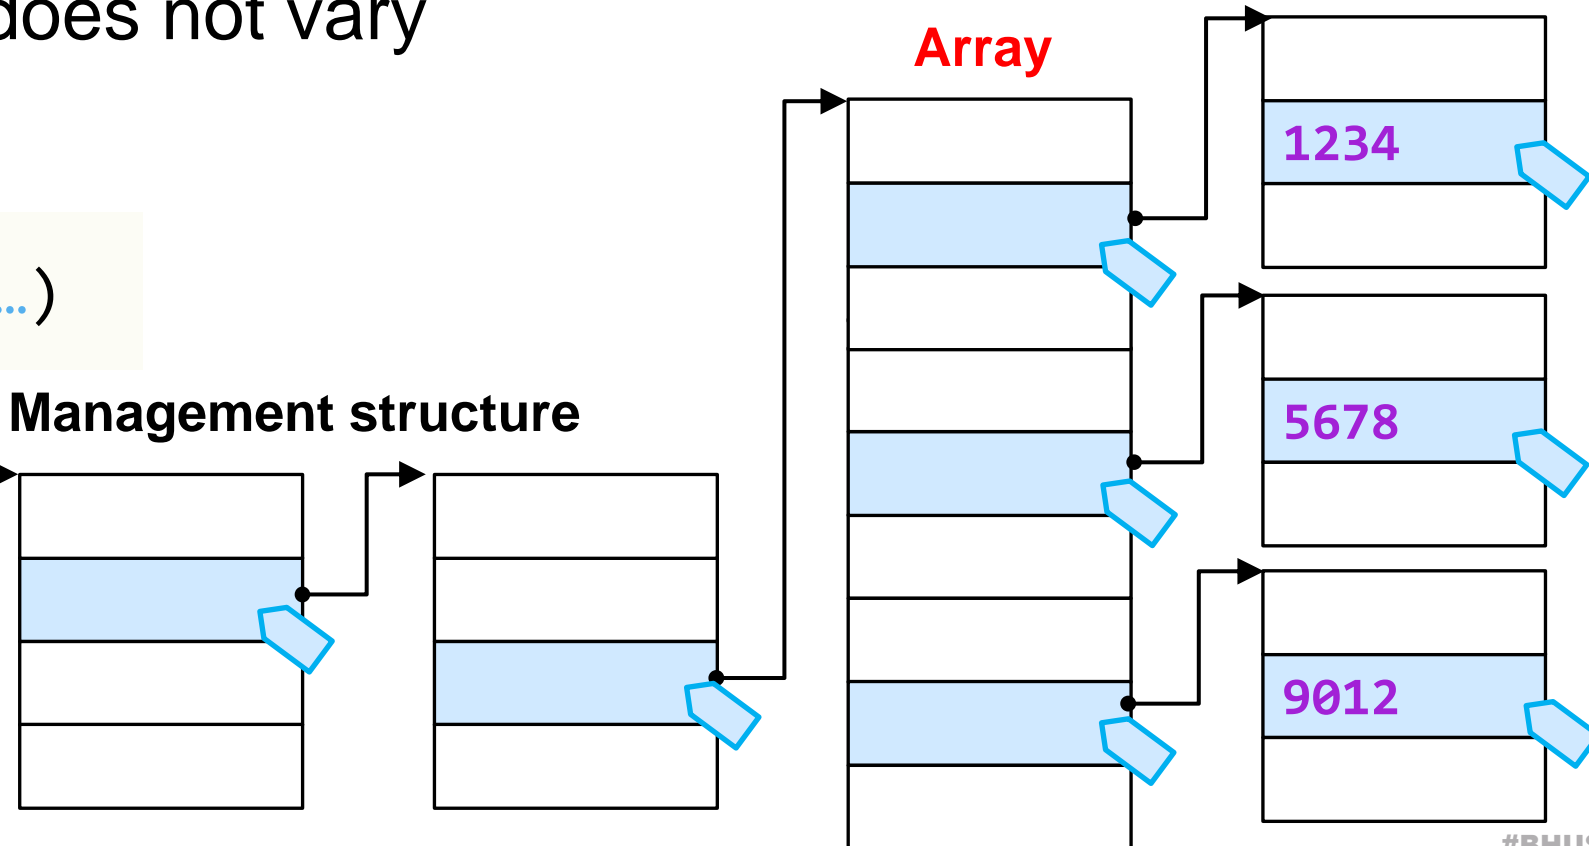 does not vary
Array
1234
...)
Management structure
5678
9012